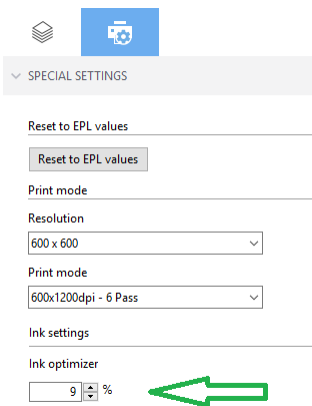 SPECIAL SETTINGS
Reset to EPL values
Reset to EPL values
Print mode
Resolution
600 x 600
Print mode
600x1200dpi - 6 Pass
Ink settings
Ink optimizer
9 %